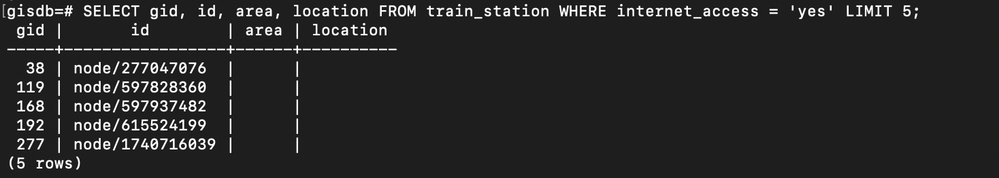 [gisdb=# SELECT gid, id, area, location FROM train_station WHERE internet_access = 'yes' LIMIT 5;
 gid |       id        | area | location
-----+-----------------+------+----------
  38 | node/277047076  |      |
 119 | node/597828360  |      |
 168 | node/597937482  |      |
 192 | node/615524199  |      |
 277 | node/1740716039 |      |
(5 rows)